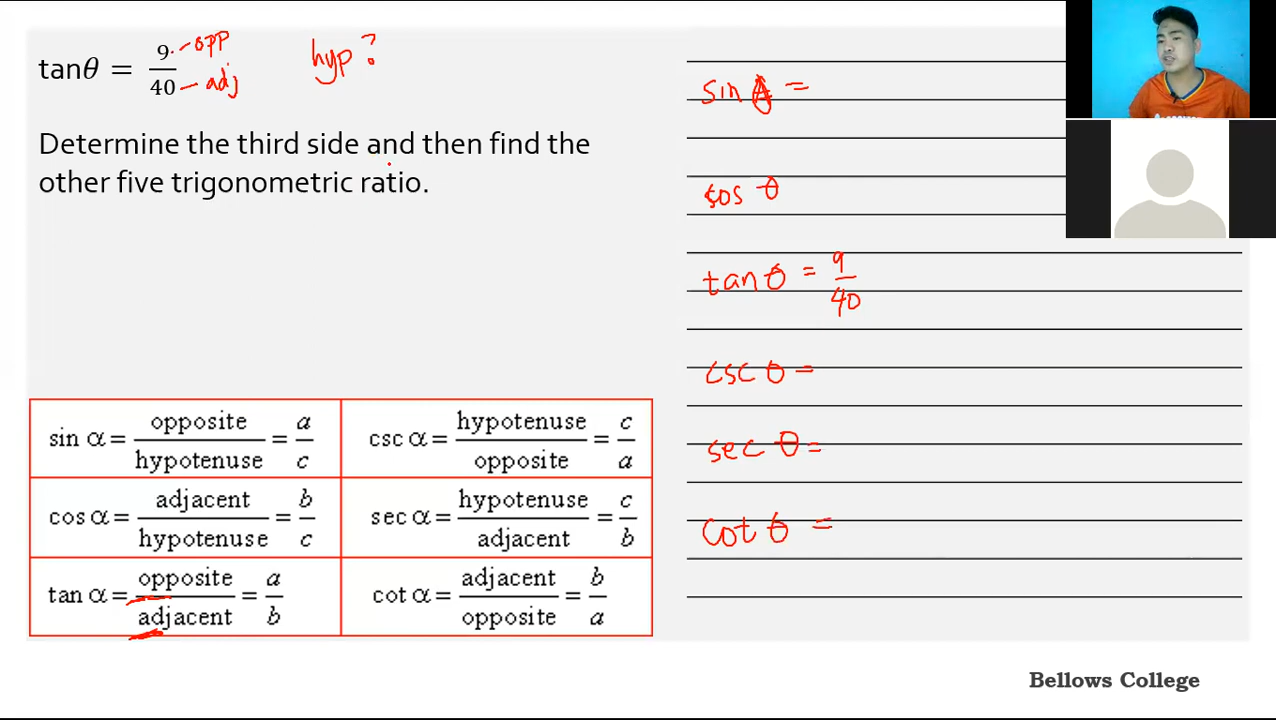 tanθ = 9/40 opp adj hyp?
Determine the third side and then find the
other five trigonometric ratio.
sin α = opposite/hypotenuse = a/c
csc α = hypotenuse/opposite = c/a
cos α = adjacent/hypotenuse = b/c
sec α = hypotenuse/adjacent = c/b
tan α = opposite/adjacent = a/b
cot α = adjacent/opposite = b/a
sin θ =
cos θ
tan θ = 9/40
csc θ =
sec θ =
cot θ =
Bellows College